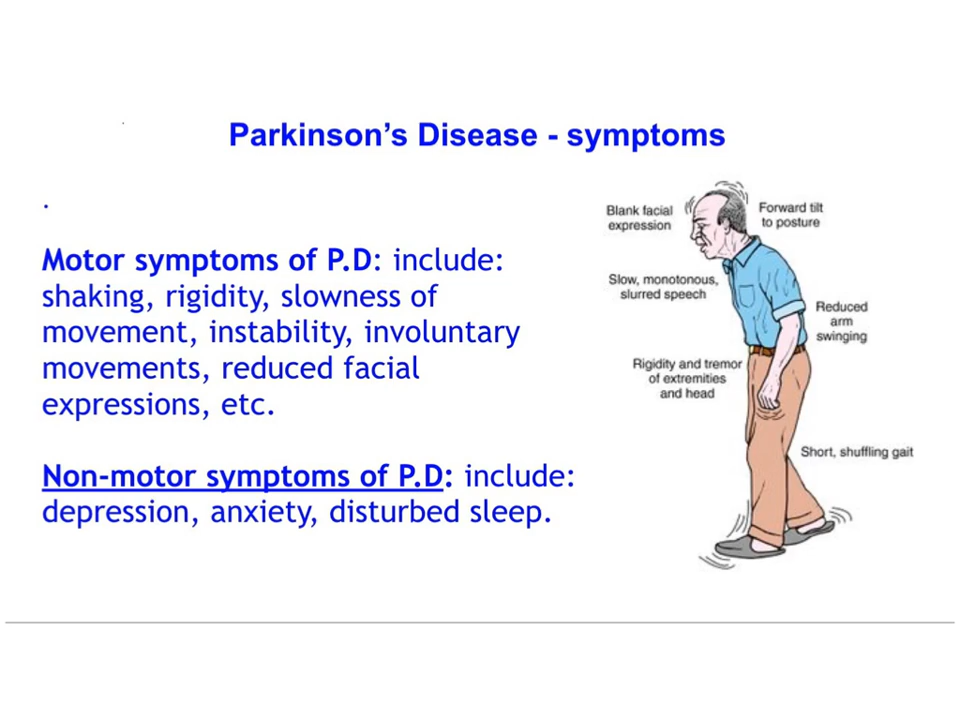 Parkinson’s Disease - symptoms
.
Motor symptoms of P.D: include:
shaking, rigidity, slowness of
movement, instability, involuntary
movements, reduced facial
expressions, etc.
Non-motor symptoms of P.D: include:
depression, anxiety, disturbed sleep.
Blank facial
expression
Forward tilt
to posture
Slow, monotonous,
slurred speech
Reduced
arm
swinging
Rigidity and tremor
of extremities
and head
Short, shuffling gait